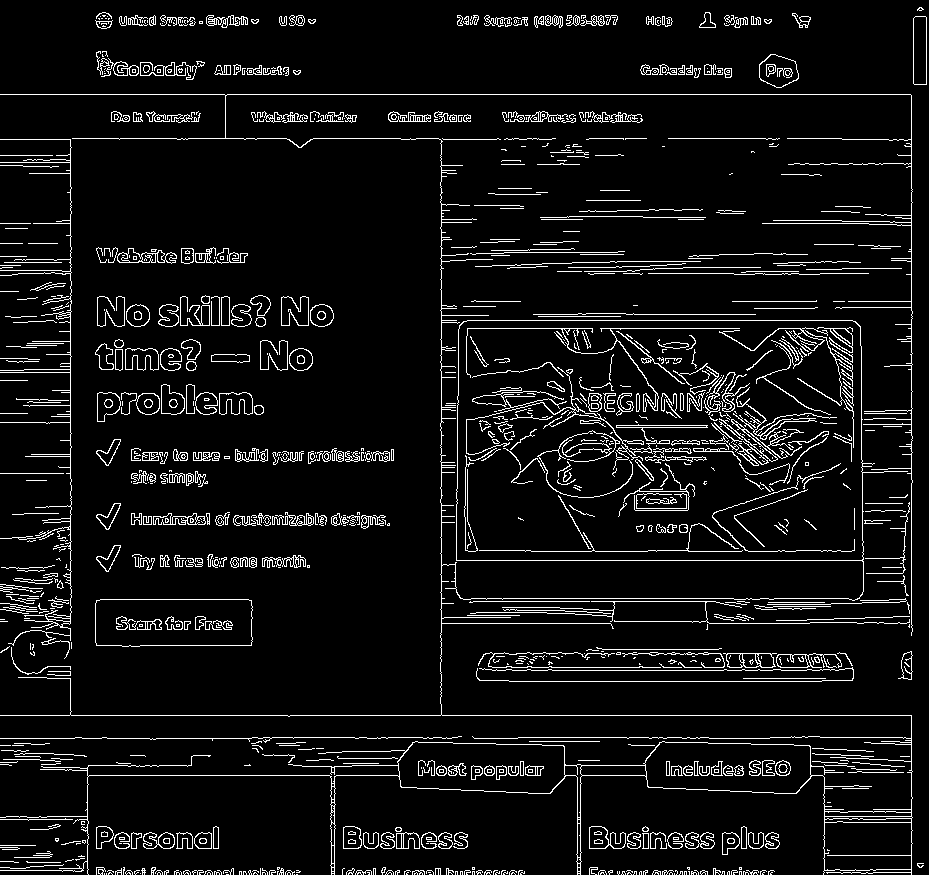 United States - English USD 24/7 Support (480) 505-8877 Help Sign In
GoDaddy™ All Products GoDaddy Blog Pro
Do It Yourself Website Builder Online Store WordPress Websites
Website Builder
No skills? No
time? — No
problem.
BEGINNINGS
Easy to use - build your professional
site simply.
Hundreds! of customizable designs.
Try it free for one month.
Start for Free
Most popular Includes SEO
Personal Business Business plus
Perfect for personal websites Ideal for small businesses For your growing business